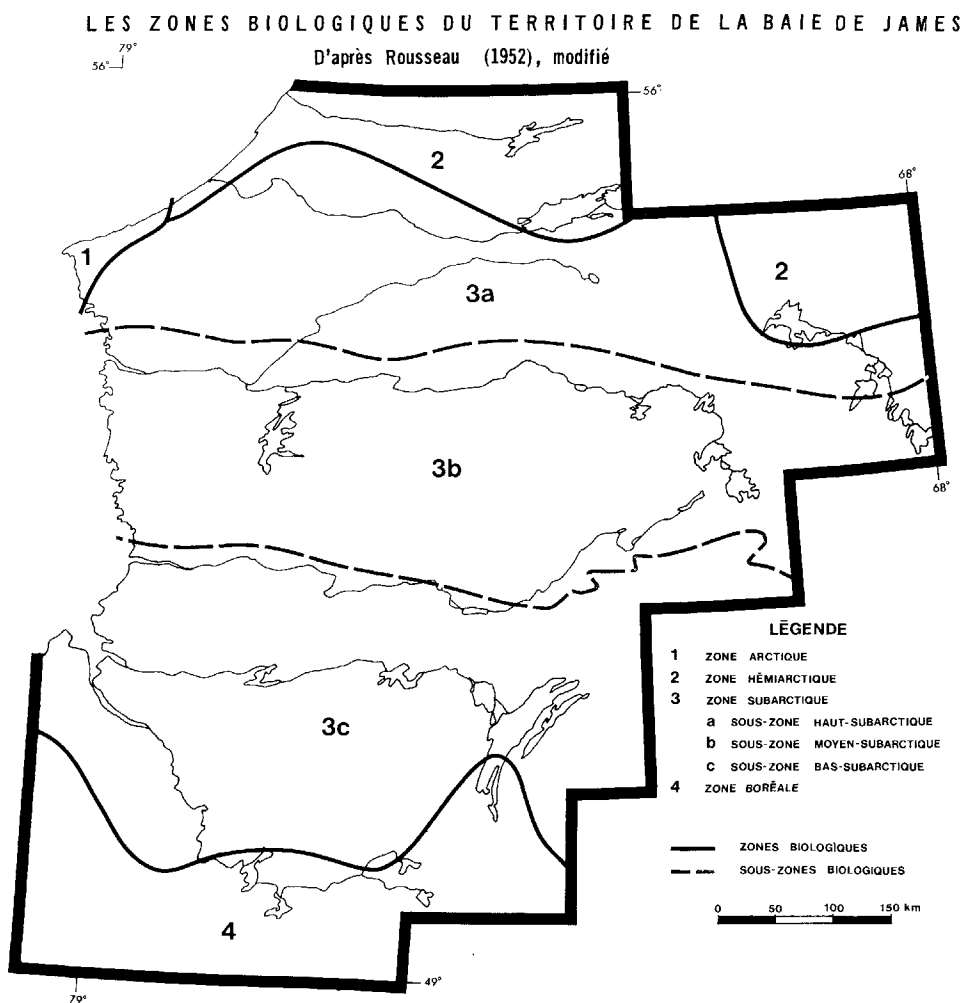 LES ZONES BIOLOGIQUES DU TERRITOIRE DE LA BAIE DE JAMES
D'après Rousseau (1952), modifié
79°
56°
56°
68°
2
1
2
3a
3b
68°
3c
4
79°
49°
LĒGENDE
1 ZONE ARCTIQUE
2 ZONE HĒMIARCTIQUE
3 ZONE SUBARCTIQUE
a SOUS-ZONE HAUT-SUBARCTIQUE
b SOUS-ZONE MOYEN-SUBARCTIQUE
c SOUS-ZONE BAS-SUBARCTIQUE
4 ZONE BORĒALE
ZONES BIOLOGIQUES
SOUS-ZONES BIOLOGIQUES
0 50 100 150 km